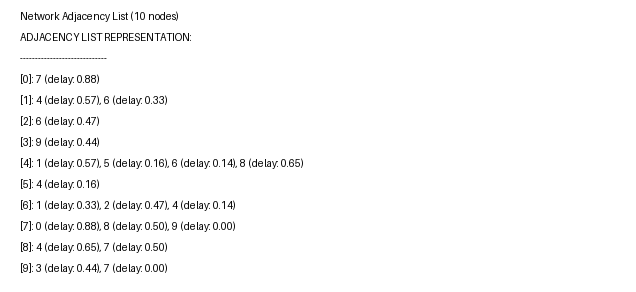 Network Adjacency List (10 nodes)
ADJACENCY LIST REPRESENTATION:
------------------------------
[0]: 7 (delay: 0.88)
[1]: 4 (delay: 0.57), 6 (delay: 0.33)
[2]: 6 (delay: 0.47)
[3]: 9 (delay: 0.44)
[4]: 1 (delay: 0.57), 5 (delay: 0.16), 6 (delay: 0.14), 8 (delay: 0.65)
[5]: 4 (delay: 0.16)
[6]: 1 (delay: 0.33), 2 (delay: 0.47), 4 (delay: 0.14)
[7]: 0 (delay: 0.88), 8 (delay: 0.50), 9 (delay: 0.00)
[8]: 4 (delay: 0.65), 7 (delay: 0.50)
[9]: 3 (delay: 0.44), 7 (delay: 0.00)